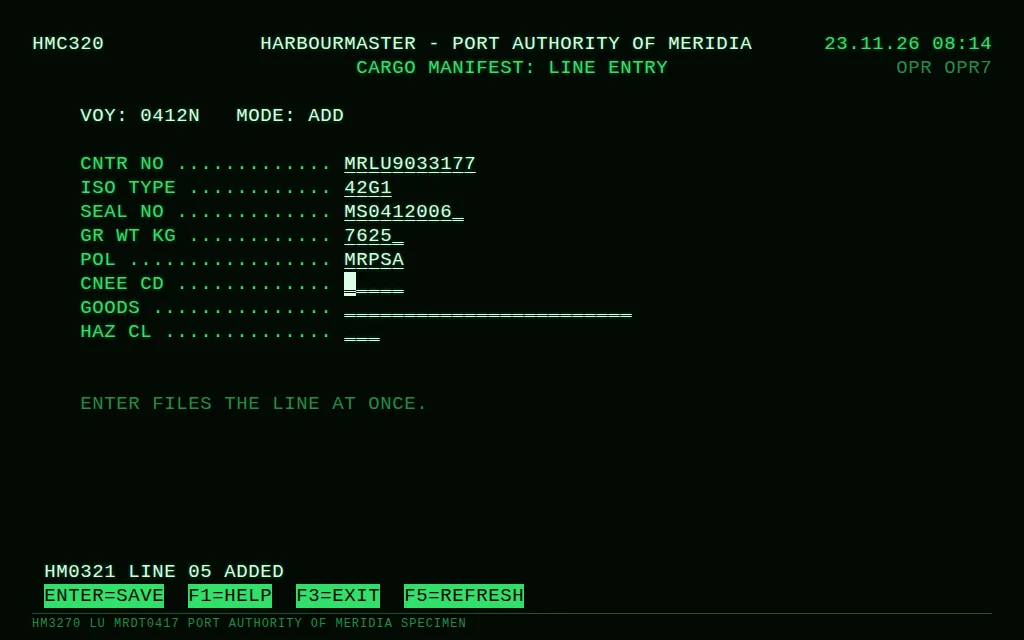 HMC320 HARBOURMASTER - PORT AUTHORITY OF MERIDIA 23.11.26 08:14
CARGO MANIFEST: LINE ENTRY OPR OPR7
VOY: 0412N MODE: ADD
CNTR NO ............. MRLU9033177
ISO TYPE ............ 42G1
SEAL NO ............. MS0412006_
GR WT KG ............ 7625_
POL ................. MRPSA
CNEE CD ............. _____
GOODS ............... ________________________
HAZ CL .............. ___
ENTER FILES THE LINE AT ONCE.
HM0321 LINE 05 ADDED
ENTER=SAVE F1=HELP F3=EXIT F5=REFRESH
HM3270 LU MRDT0417 PORT AUTHORITY OF MERIDIA SPECIMEN